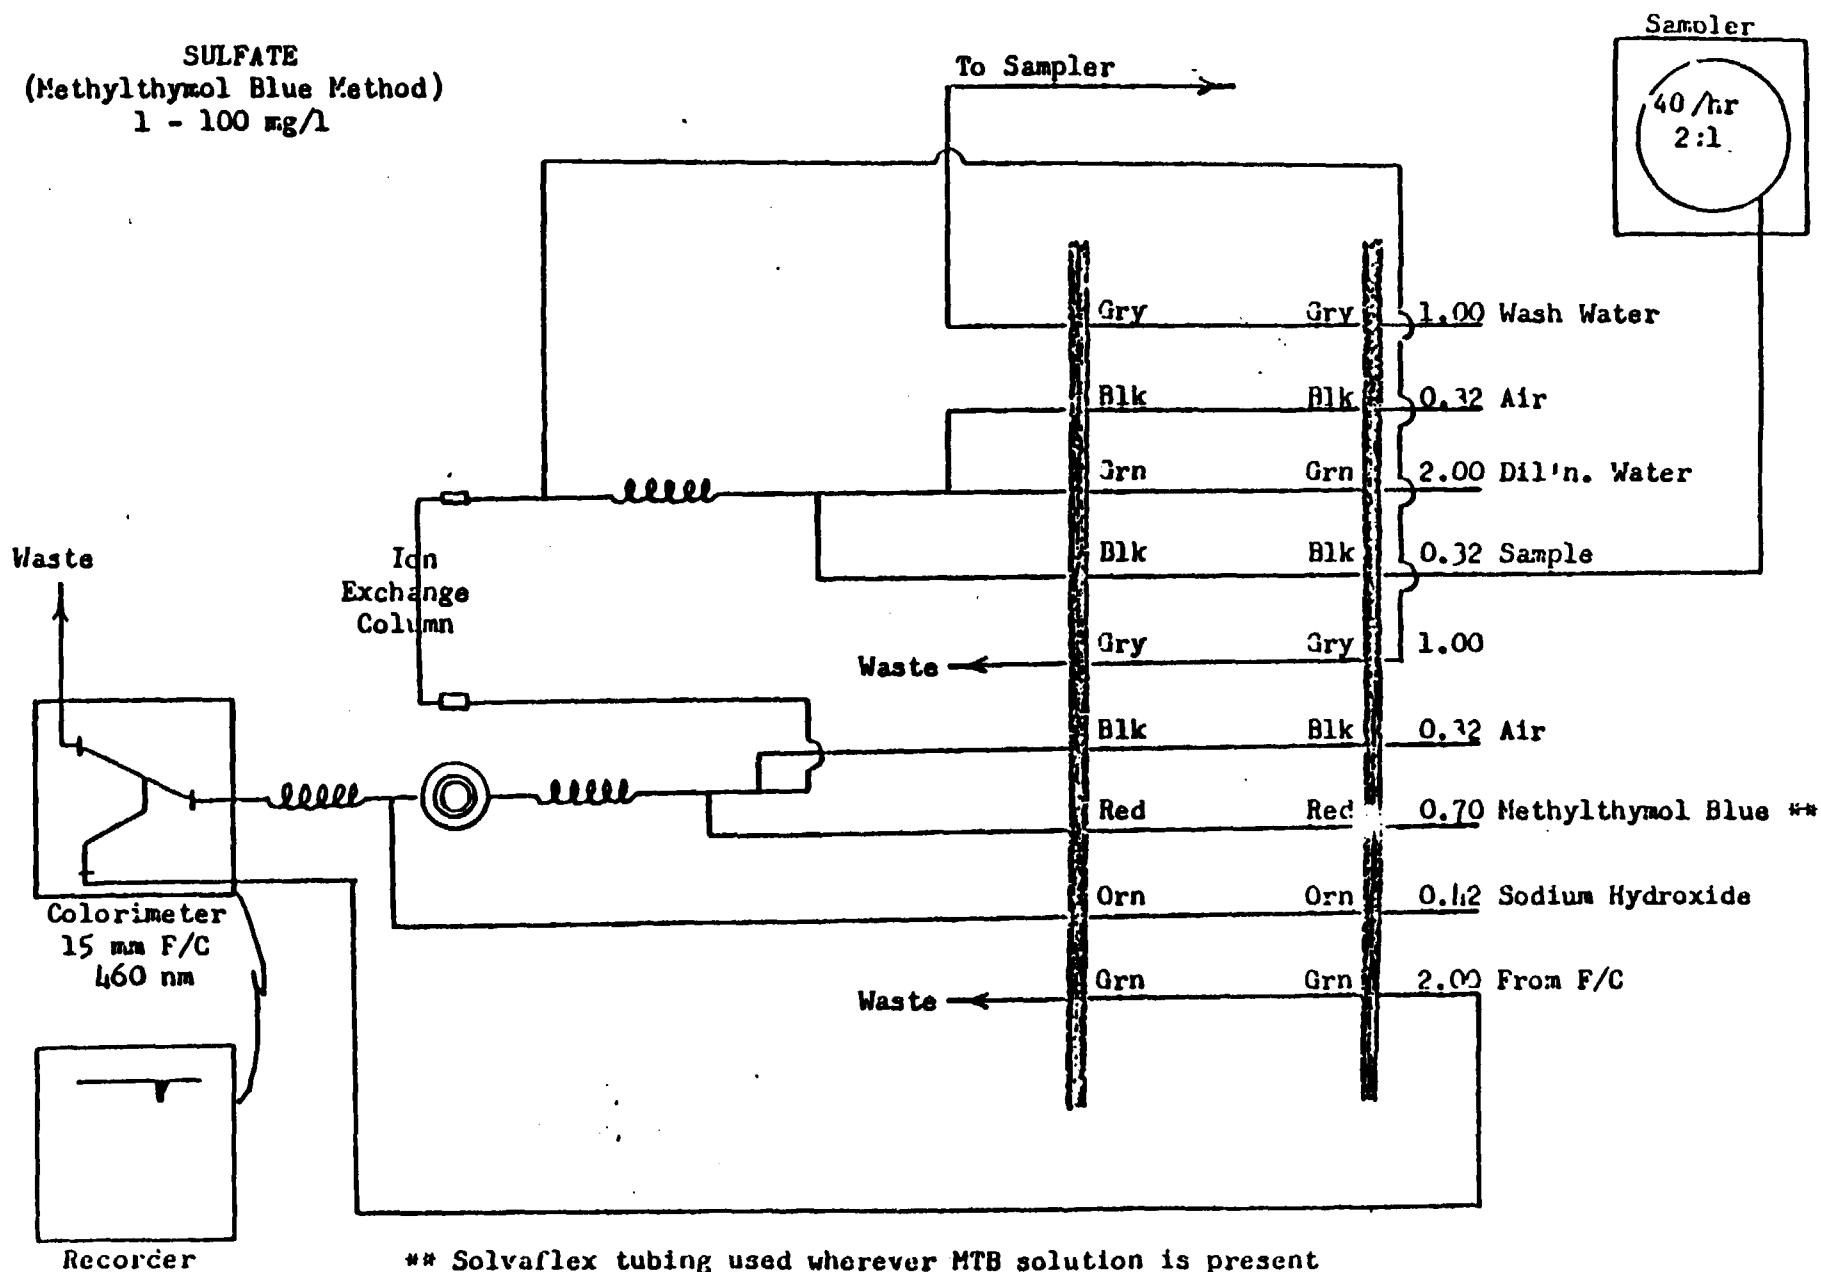 SULFATE
(Methylthymol Blue Method)
1 - 100 mg/l
Sampler
40/hr
2:1
To Sampler
Gry Gry 1.00 Wash Water
Blk Blk 0.32 Air
Grn Grn 2.00 Dil'n. Water
Blk Blk 0.32 Sample
Waste Gry Gry 1.00
Blk Blk 0.32 Air
Red Red 0.70 Methylthymol Blue **
Orn Orn 0.42 Sodium Hydroxide
Waste Grn Grn 2.00 From F/C
Waste
Ion
Exchange
Column
Colorimeter
15 mm F/C
460 nm
Recorder
** Solvaflex tubing used wherever MTB solution is present